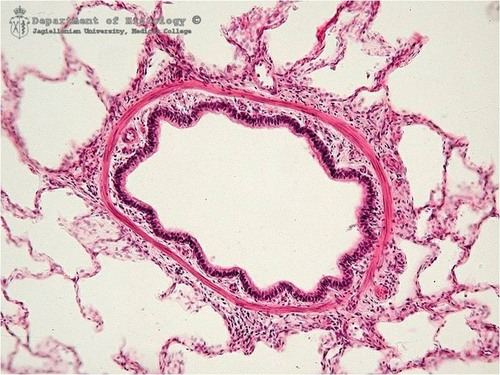 Department of Histology ©
Jagiellonian University, Medical College